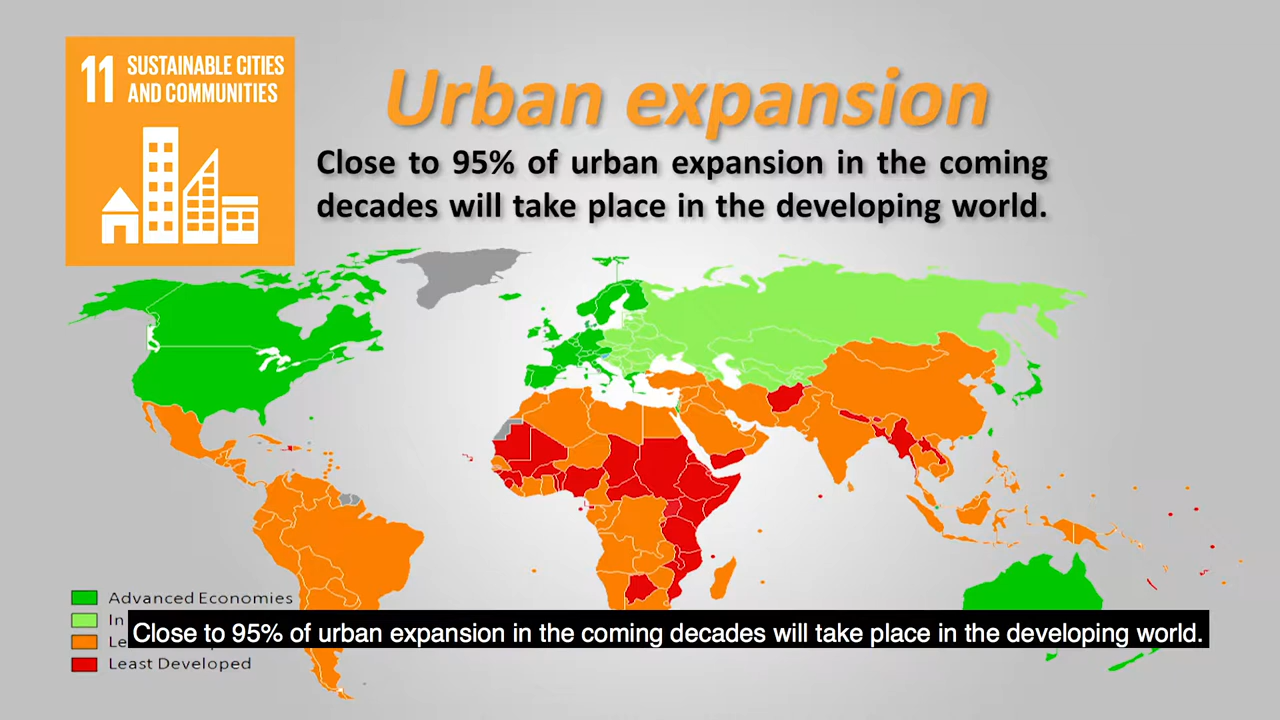 11 SUSTAINABLE CITIES
AND COMMUNITIES
Urban expansion
Close to 95% of urban expansion in the coming
decades will take place in the developing world.
Advanced Economies
Close to 95% of urban expansion in the coming decades will take place in the developing world.
Least Developed